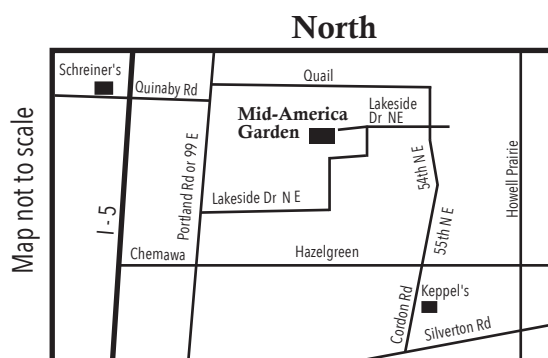 North
Schreiner's
Quinaby Rd
Quail
Lakeside
Dr NE
Mid-America
Garden
Map not to scale
Portland Rd or 99 E
54th N E
Howell Prairie
Lakeside Dr N E
I - 5
55th N E
Chemawa
Hazelgreen
Keppel's
Cordon Rd
Silverton Rd